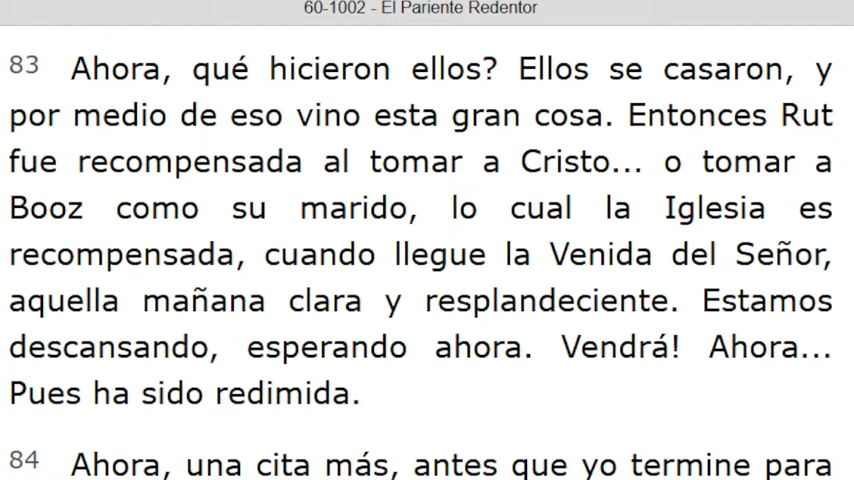 60-1002 - El Pariente Redentor
83 Ahora, qué hicieron ellos? Ellos se casaron, y
por medio de eso vino esta gran cosa. Entonces Rut
fue recompensada al tomar a Cristo... o tomar a
Booz como su marido, lo cual la Iglesia es
recompensada, cuando llegue la Venida del Señor,
aquella mañana clara y resplandeciente. Estamos
descansando, esperando ahora. Vendrá! Ahora...
Pues ha sido redimida.
84 Ahora, una cita más, antes que yo termine para